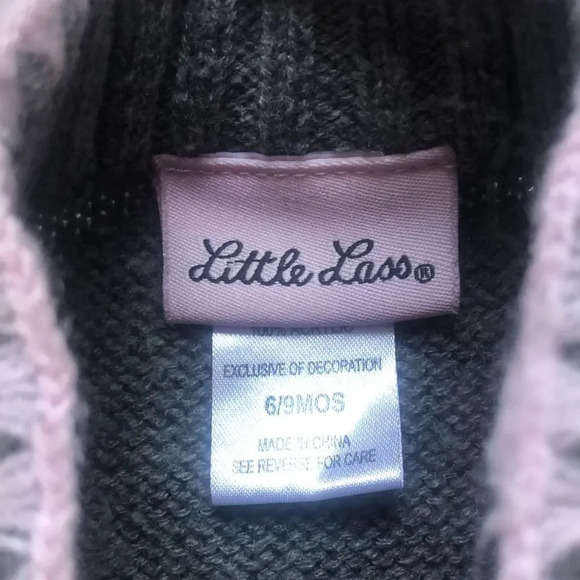 Little Lass®
EXCLUSIVE OF DECORATION
6/9MOS
MADE IN CHINA
SEE REVERSE FOR CARE